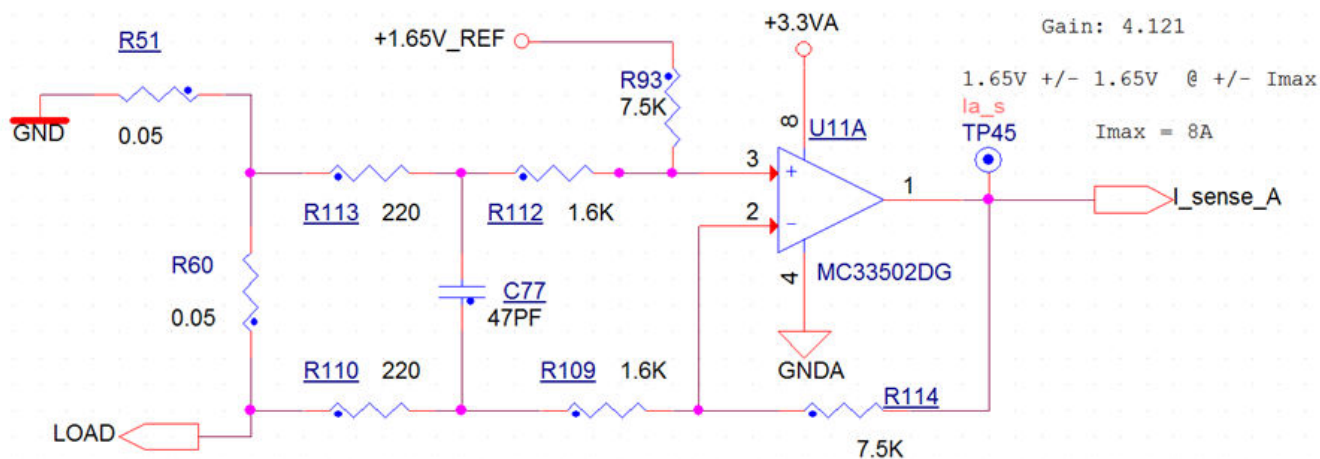 R51
GND
0.05
+1.65V_REF
R93
7.5K
+3.3VA
Gain: 4.121
1.65V +/- 1.65V @ +/- Imax
Ia_s
TP45
Imax = 8A
8
U11A
3
+
2
-
1
4
MC33502DG
I_sense_A
R113 220
R112 1.6K
R60
0.05
C77
47PF
GNDA
R110 220
R109 1.6K
R114
7.5K
LOAD